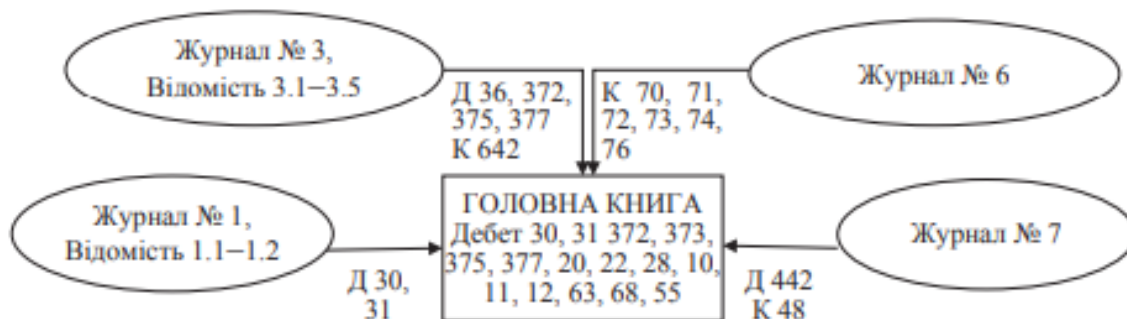 Журнал № 3,
Відомість 3.1–3.5
Д 36, 372,
375, 377
К 642
К 70, 71,
72, 73, 74,
76
Журнал № 6
Журнал № 1,
Відомість 1.1–1.2
Д 30,
31
ГОЛОВНА КНИГА
Дебет 30, 31 372, 373,
375, 377, 20, 22, 28, 10,
11, 12, 63, 68, 55
Д 442
К 48
Журнал № 7